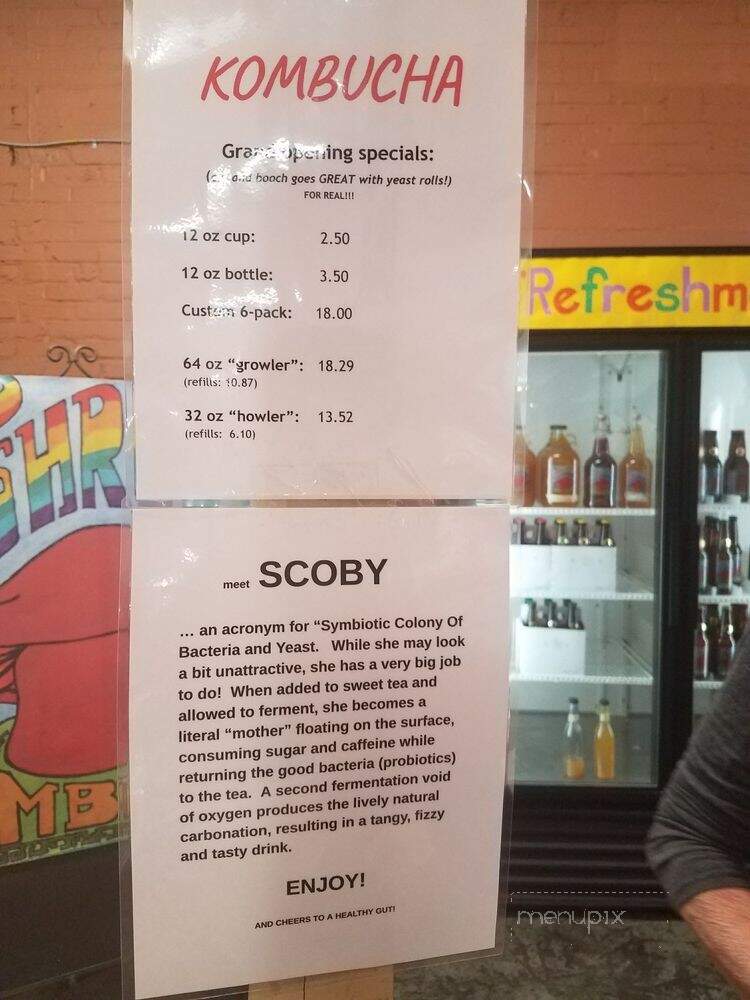 KOMBUCHA
Grand opening specials:
and booch goes GREAT with yeast rolls!)
FOR REAL!!!
12 oz cup: 2.50
12 oz bottle: 3.50
Custom 6-pack: 18.00
64 oz “growler”: 18.29
(refills: 10.87)
32 oz “howler”: 13.52
(refills: 6.10)
meet SCOBY
... an acronym for “Symbiotic Colony Of
Bacteria and Yeast. While she may look
a bit unattractive, she has a very big job
to do! When added to sweet tea and
allowed to ferment, she becomes a
literal “mother” floating on the surface,
consuming sugar and caffeine while
returning the good bacteria (probiotics)
to the tea. A second fermentation void
of oxygen produces the lively natural
carbonation, resulting in a tangy, fizzy
and tasty drink.
ENJOY!
AND CHEERS TO A HEALTHY GUT!
Refreshm
SHR
MB
menupix